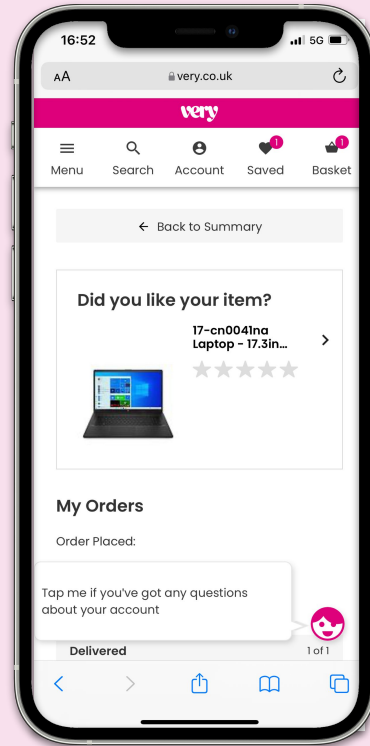 16:52
5G
AA
very.co.uk
very
1
1
Menu
Search
Account
Saved
Basket
← Back to Summary
Did you like your item?
17-cn0041na
Laptop - 17.3in...
My Orders
Order Placed:
Tap me if you've got any questions
about your account
Delivered
1 of 1